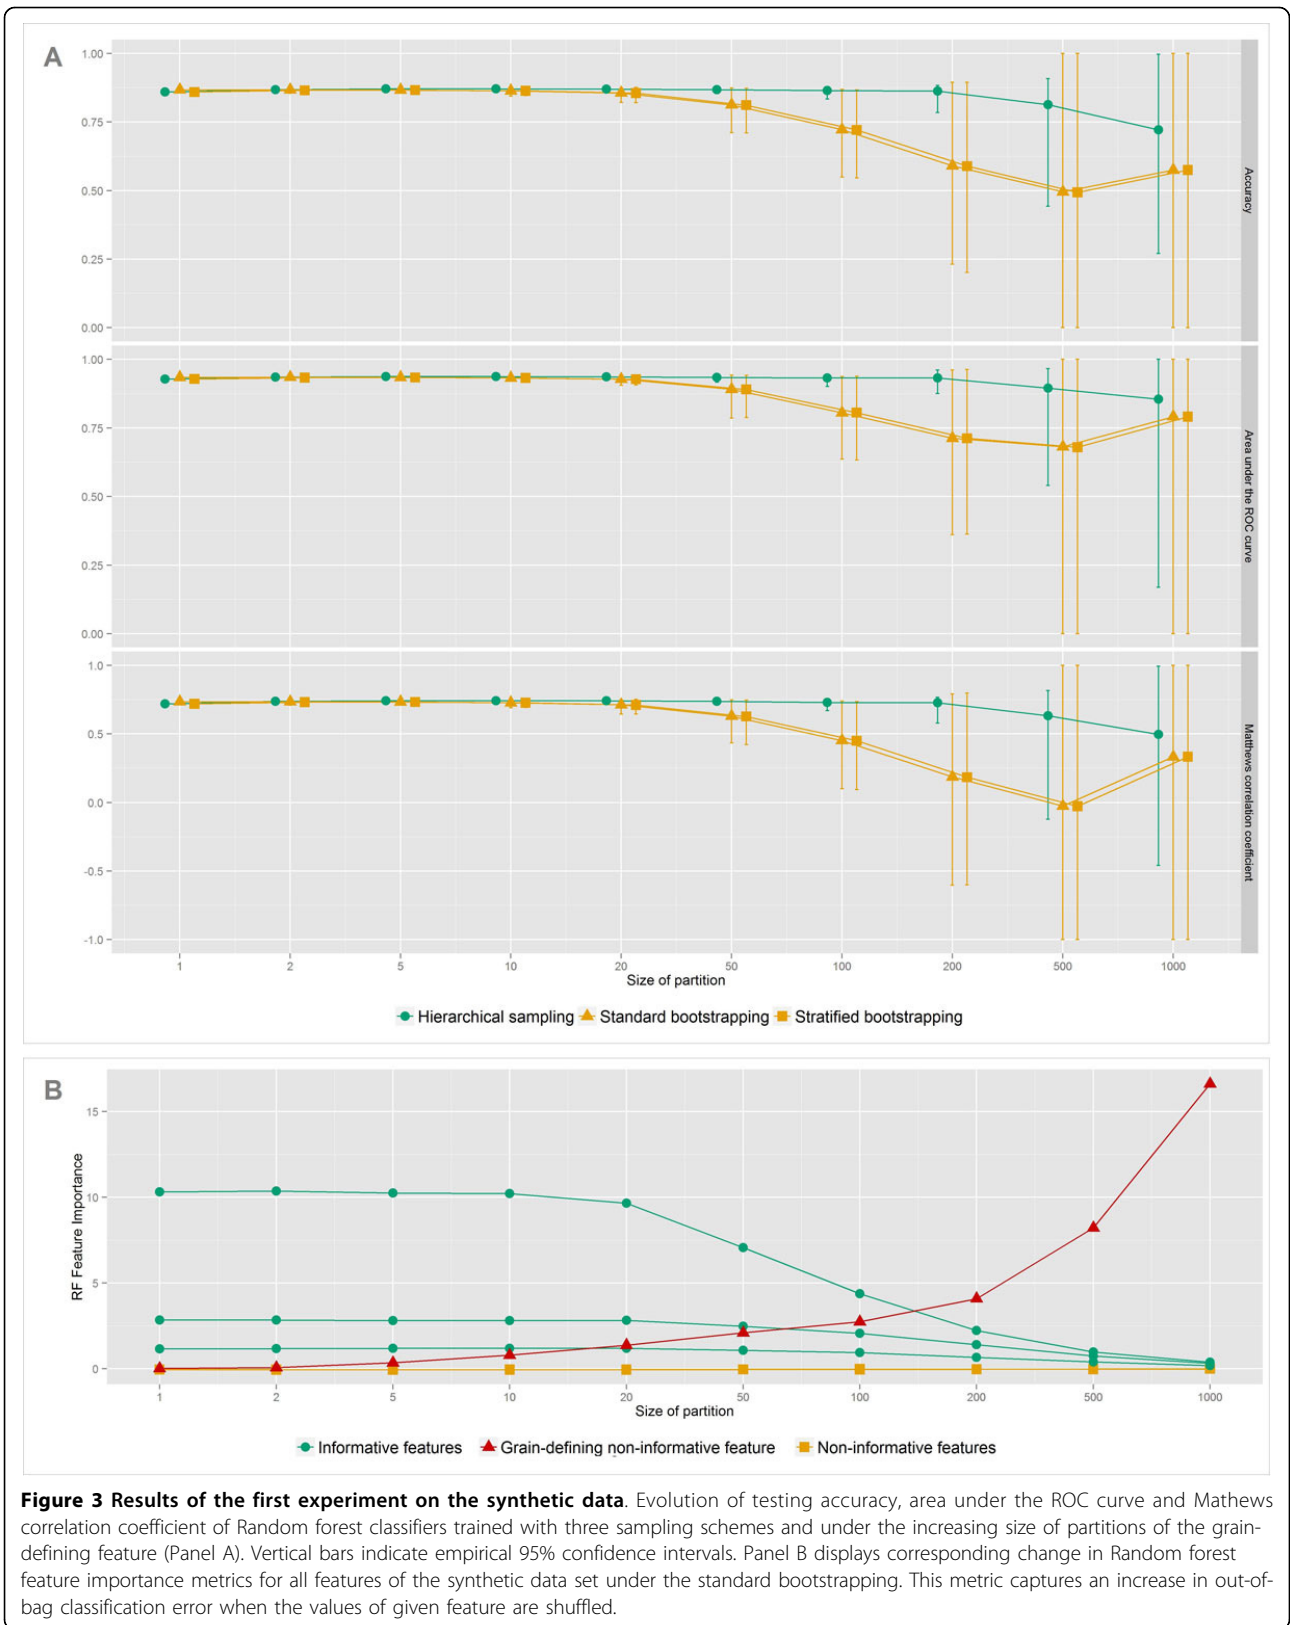 A
1.00
0.75
0.50
0.25
0.00
Accuracy
1.00
0.75
0.50
0.25
0.00
Area under the ROC curve
1.0
0.5
0.0
-0.5
-1.0
Matthews correlation coefficient
1 2 5 10 20 50 100 200 500 1000
Size of partition
Hierarchical sampling Standard bootstrapping Stratified bootstrapping
B
15
10
5
0
RF Feature Importance
1 2 5 10 20 50 100 200 500 1000
Size of partition
Informative features Grain-defining non-informative feature Non-informative features
Figure 3 Results of the first experiment on the synthetic data. Evolution of testing accuracy, area under the ROC curve and Mathews
correlation coefficient of Random forest classifiers trained with three sampling schemes and under the increasing size of partitions of the grain-
defining feature (Panel A). Vertical bars indicate empirical 95% confidence intervals. Panel B displays corresponding change in Random forest
feature importance metrics for all features of the synthetic data set under the standard bootstrapping. This metric captures an increase in out-of-
bag classification error when the values of given feature are shuffled.